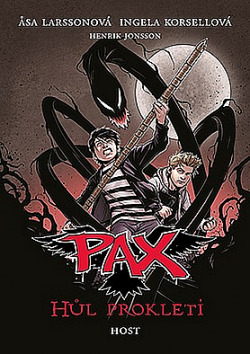 ÅSA LARSSONOVÁ INGELA KORSELLOVÁ
HENRIK JONSSON
PAX
HŮL PROKLETÍ
HOST